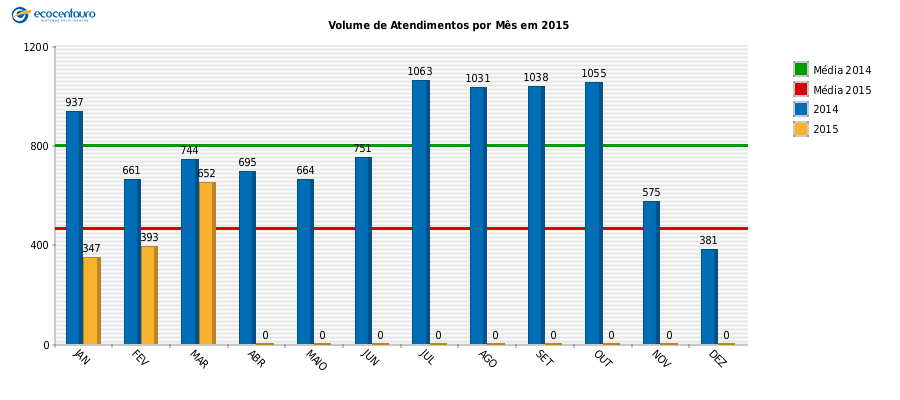 ecocentauro
Volume de Atendimentos por Mês em 2015
1200
800
400
0
937
347
661
393
744
652
695
0
664
0
751
0
1063
0
1031
0
1038
0
1055
0
575
0
381
0
JAN
FEV
MAR
ABR
MAIO
JUN
JUL
AGO
SET
OUT
NOV
DEZ
Média 2014
Média 2015
2014
2015